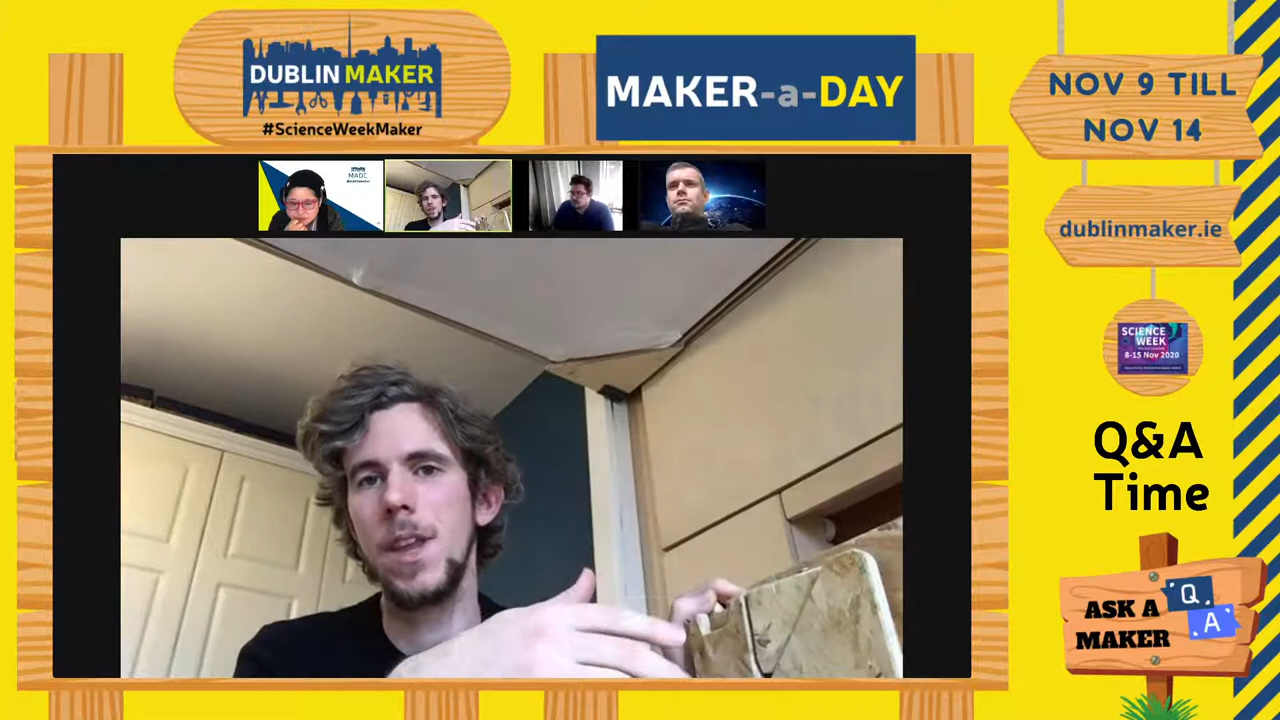 DUBLIN MAKER
#ScienceWeekMaker
MAKER-a-DAY
NOV 9 TILL
NOV 14
dublinmaker.ie
SCIENCE
WEEK
8-15 Nov 2020
Q&A
Time
ASK A
MAKER
Q.
A